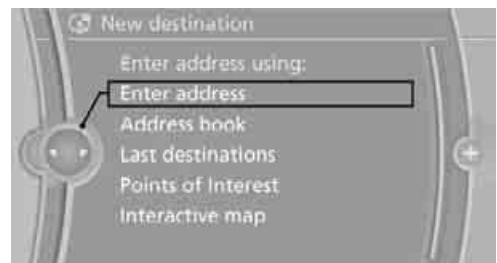 New destination
Enter address using:
Enter address
Address book
Last destinations
Points of Interest
Interactive map